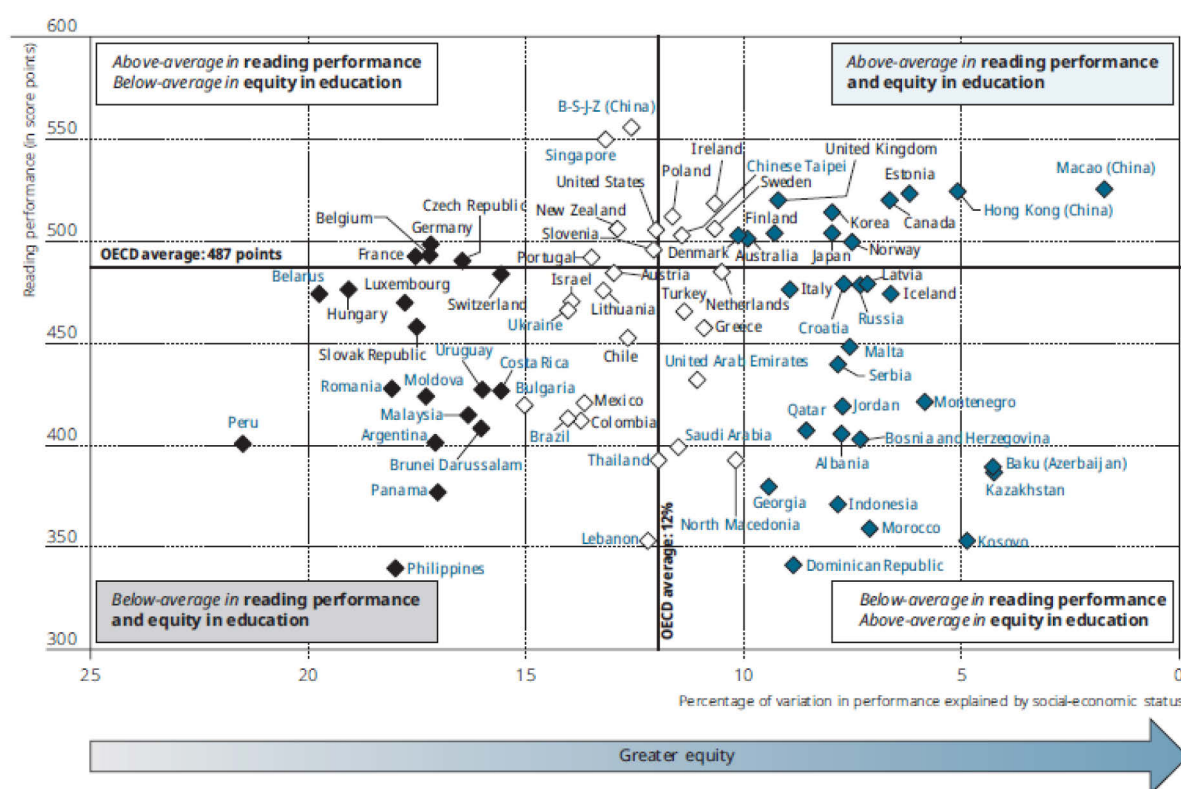 600
Reading performance (in score points)
Above-average in reading performance
Below-average in equity in education
Above-average in reading performance
and equity in education
B-S-J-Z (China)
550
Singapore
Ireland
United Kingdom
Chinese Taipei
Poland
Sweden
Estonia
Macao (China)
United States
Czech Republic
New Zealand
Belgium
Germany
Finland
Korea
Canada
Hong Kong (China)
500
Slovenia
OECD average: 487 points
France
Portugal
Denmark
Australia
Japan
Norway
Belarus
Luxembourg
Israel
Austria
Latvia
Switzerland
Turkey
Netherlands
Italy
Iceland
Hungary
Ukraine
Lithuania
Croatia
Russia
Greece
450
Slovak Republic
Uruguay
Chile
Malta
Costa Rica
United Arab Emirates
Serbia
Romania
Moldova
Bulgaria
Mexico
Malaysia
Colombia
Qatar
Jordan
Montenegro
Peru
Argentina
Brazil
Saudi Arabia
Bosnia and Herzegovina
400
Brunei Darussalam
Thailand
Albania
Baku (Azerbaijan)
Panama
Georgia
Indonesia
Kazakhstan
North Macedonia
Morocco
350
Lebanon
OECD average: 12%
Kosovo
Philippines
Dominican Republic
Below-average in reading performance
and equity in education
Below-average in reading performance
Above-average in equity in education
300
25
20
15
10
5
0
Percentage of variation in performance explained by social-economic status
Greater equity